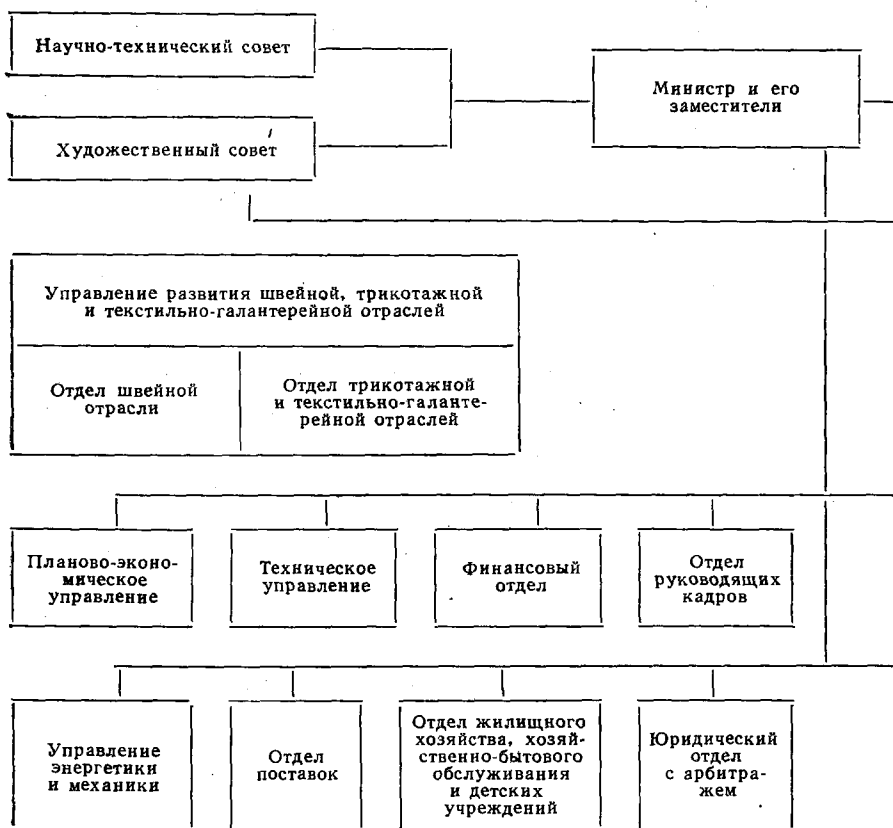 Научно-технический совет
Министр и его
заместители
Художественный совет
Управление развития швейной, трикотажной
и текстильно-галантерейной отраслей
Отдел швейной
отрасли
Отдел трикотажной
и текстильно-галанте-
рейной отраслей
Планово-эконо-
мическое
управление
Техническое
управление
Финансовый
отдел
Отдел
руководящих
кадров
Управление
энергетики
и механики
Отдел
поставок
Отдел жилищного
хозяйства, хозяй-
ственно-бытового
обслуживания
и детских
учреждений
Юридический
отдел
с арбитра-
жем